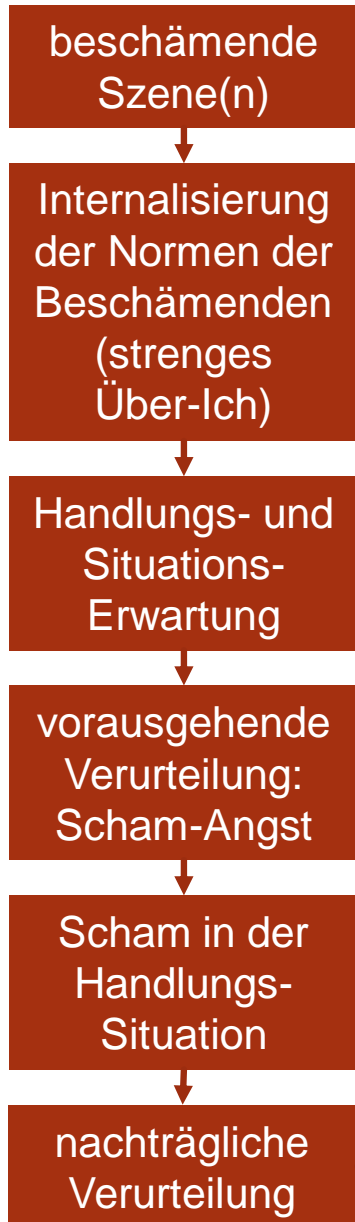 beschämende
Szene(n)
Internalisierung
der Normen der
Beschämenden
(strenges
Über-Ich)
Handlungs- und
Situations-
Erwartung
vorausgehende
Verurteilung:
Scham-Angst
Scham in der
Handlungs-
Situation
nachträgliche
Verurteilung